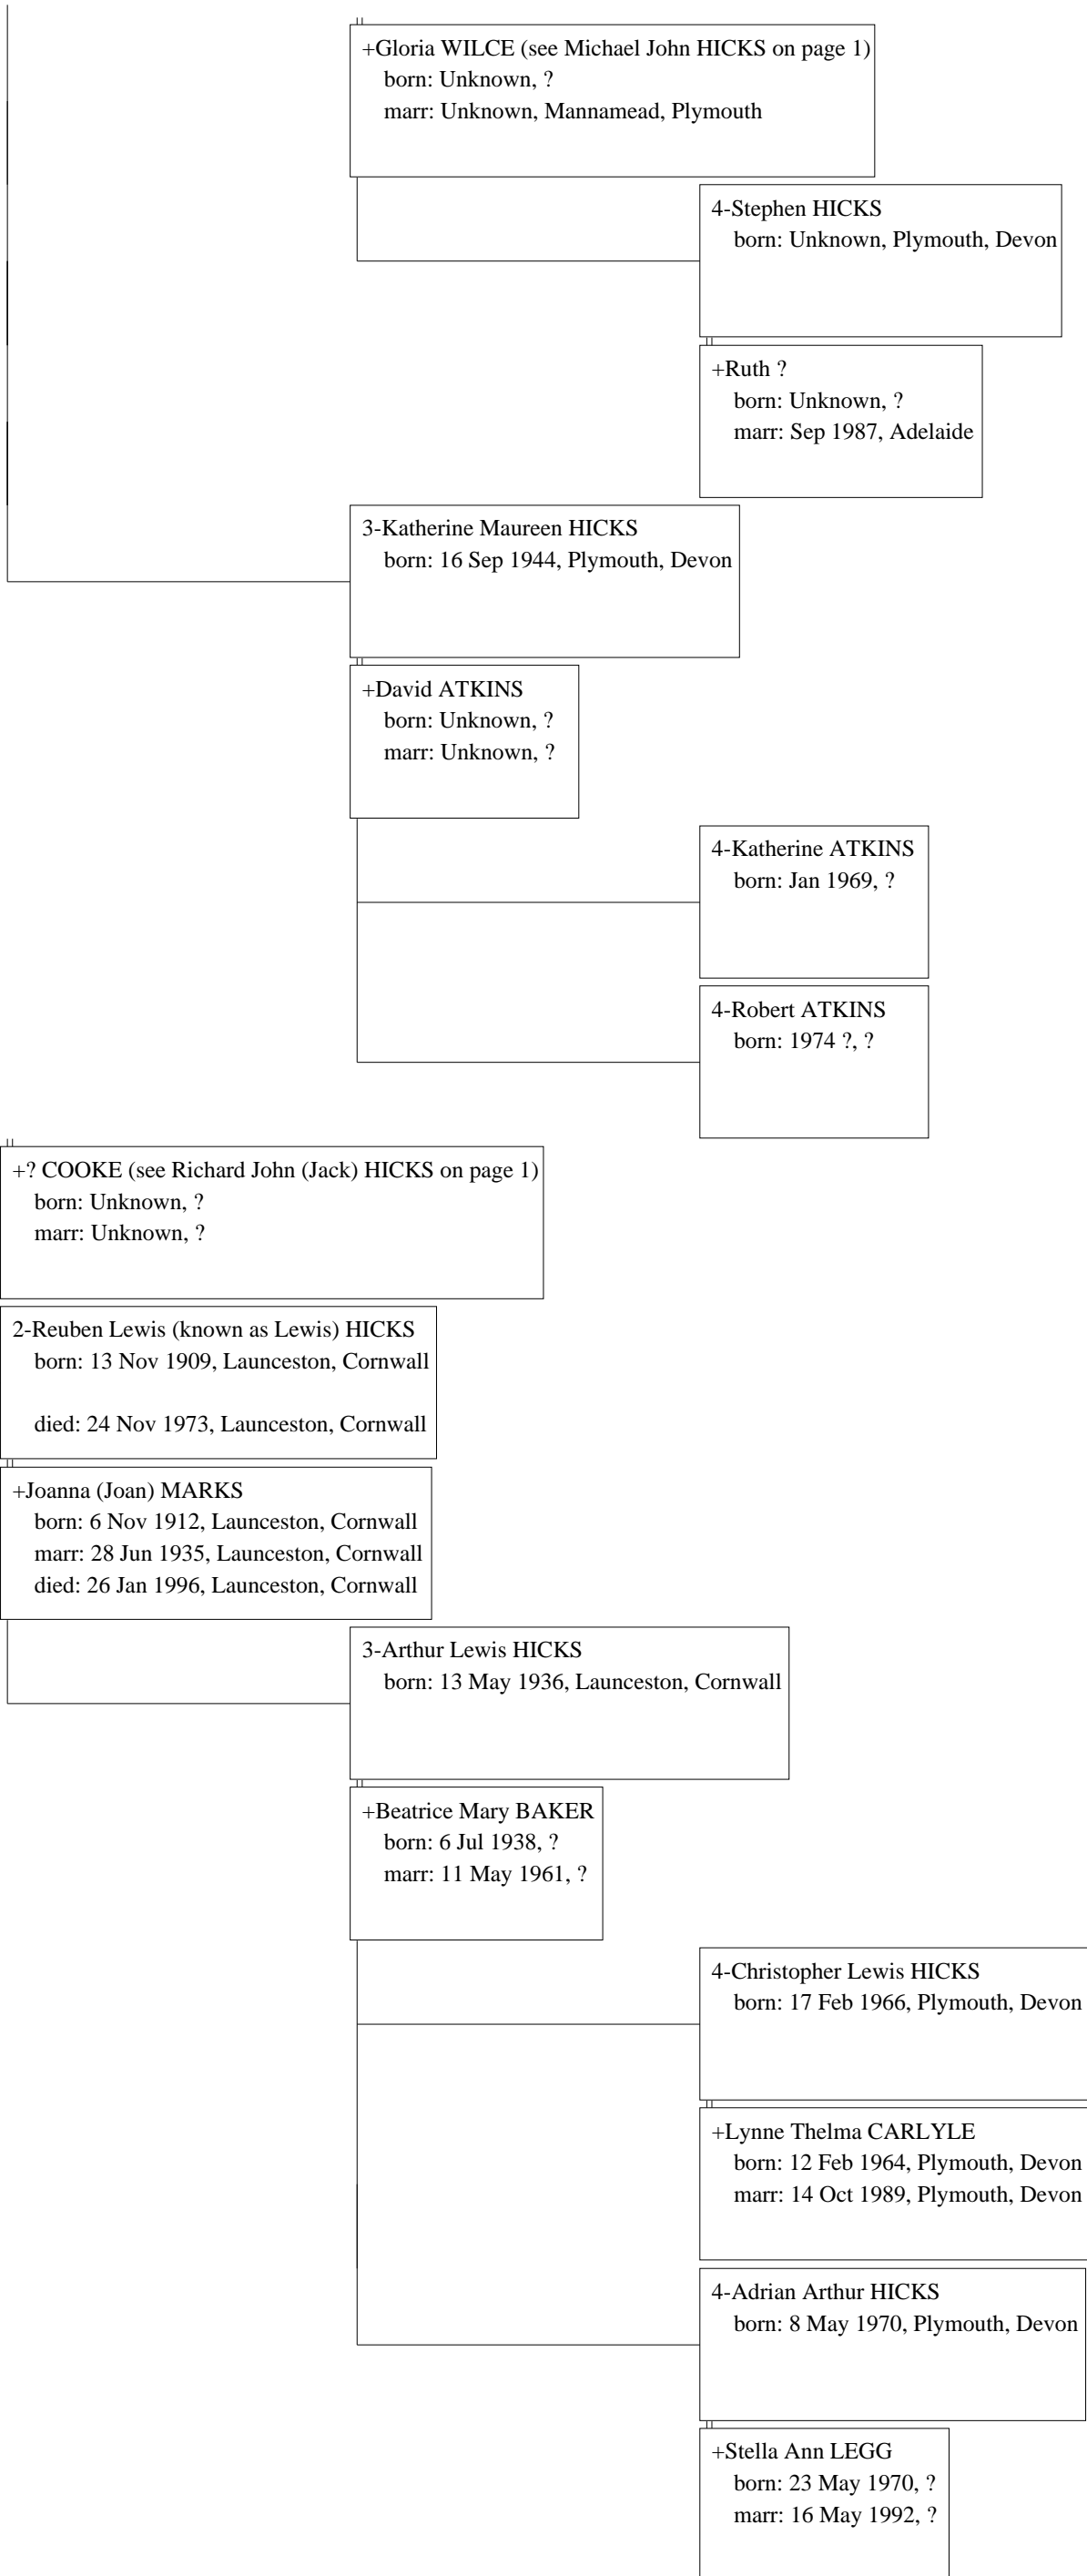 +Gloria WILCE (see Michael John HICKS on page 1)
born: Unknown, ?
marr: Unknown, Mannamead, Plymouth
4-Stephen HICKS
born: Unknown, Plymouth, Devon
+Ruth ?
born: Unknown, ?
marr: Sep 1987, Adelaide
3-Katherine Maureen HICKS
born: 16 Sep 1944, Plymouth, Devon
+David ATKINS
born: Unknown, ?
marr: Unknown, ?
4-Katherine ATKINS
born: Jan 1969, ?
4-Robert ATKINS
born: 1974 ?, ?
+? COOKE (see Richard John (Jack) HICKS on page 1)
born: Unknown, ?
marr: Unknown, ?
2-Reuben Lewis (known as Lewis) HICKS
born: 13 Nov 1909, Launceston, Cornwall
died: 24 Nov 1973, Launceston, Cornwall
+Joanna (Joan) MARKS
born: 6 Nov 1912, Launceston, Cornwall
marr: 28 Jun 1935, Launceston, Cornwall
died: 26 Jan 1996, Launceston, Cornwall
3-Arthur Lewis HICKS
born: 13 May 1936, Launceston, Cornwall
+Beatrice Mary BAKER
born: 6 Jul 1938, ?
marr: 11 May 1961, ?
4-Christopher Lewis HICKS
born: 17 Feb 1966, Plymouth, Devon
+Lynne Thelma CARLYLE
born: 12 Feb 1964, Plymouth, Devon
marr: 14 Oct 1989, Plymouth, Devon
4-Adrian Arthur HICKS
born: 8 May 1970, Plymouth, Devon
+Stella Ann LEGG
born: 23 May 1970, ?
marr: 16 May 1992, ?